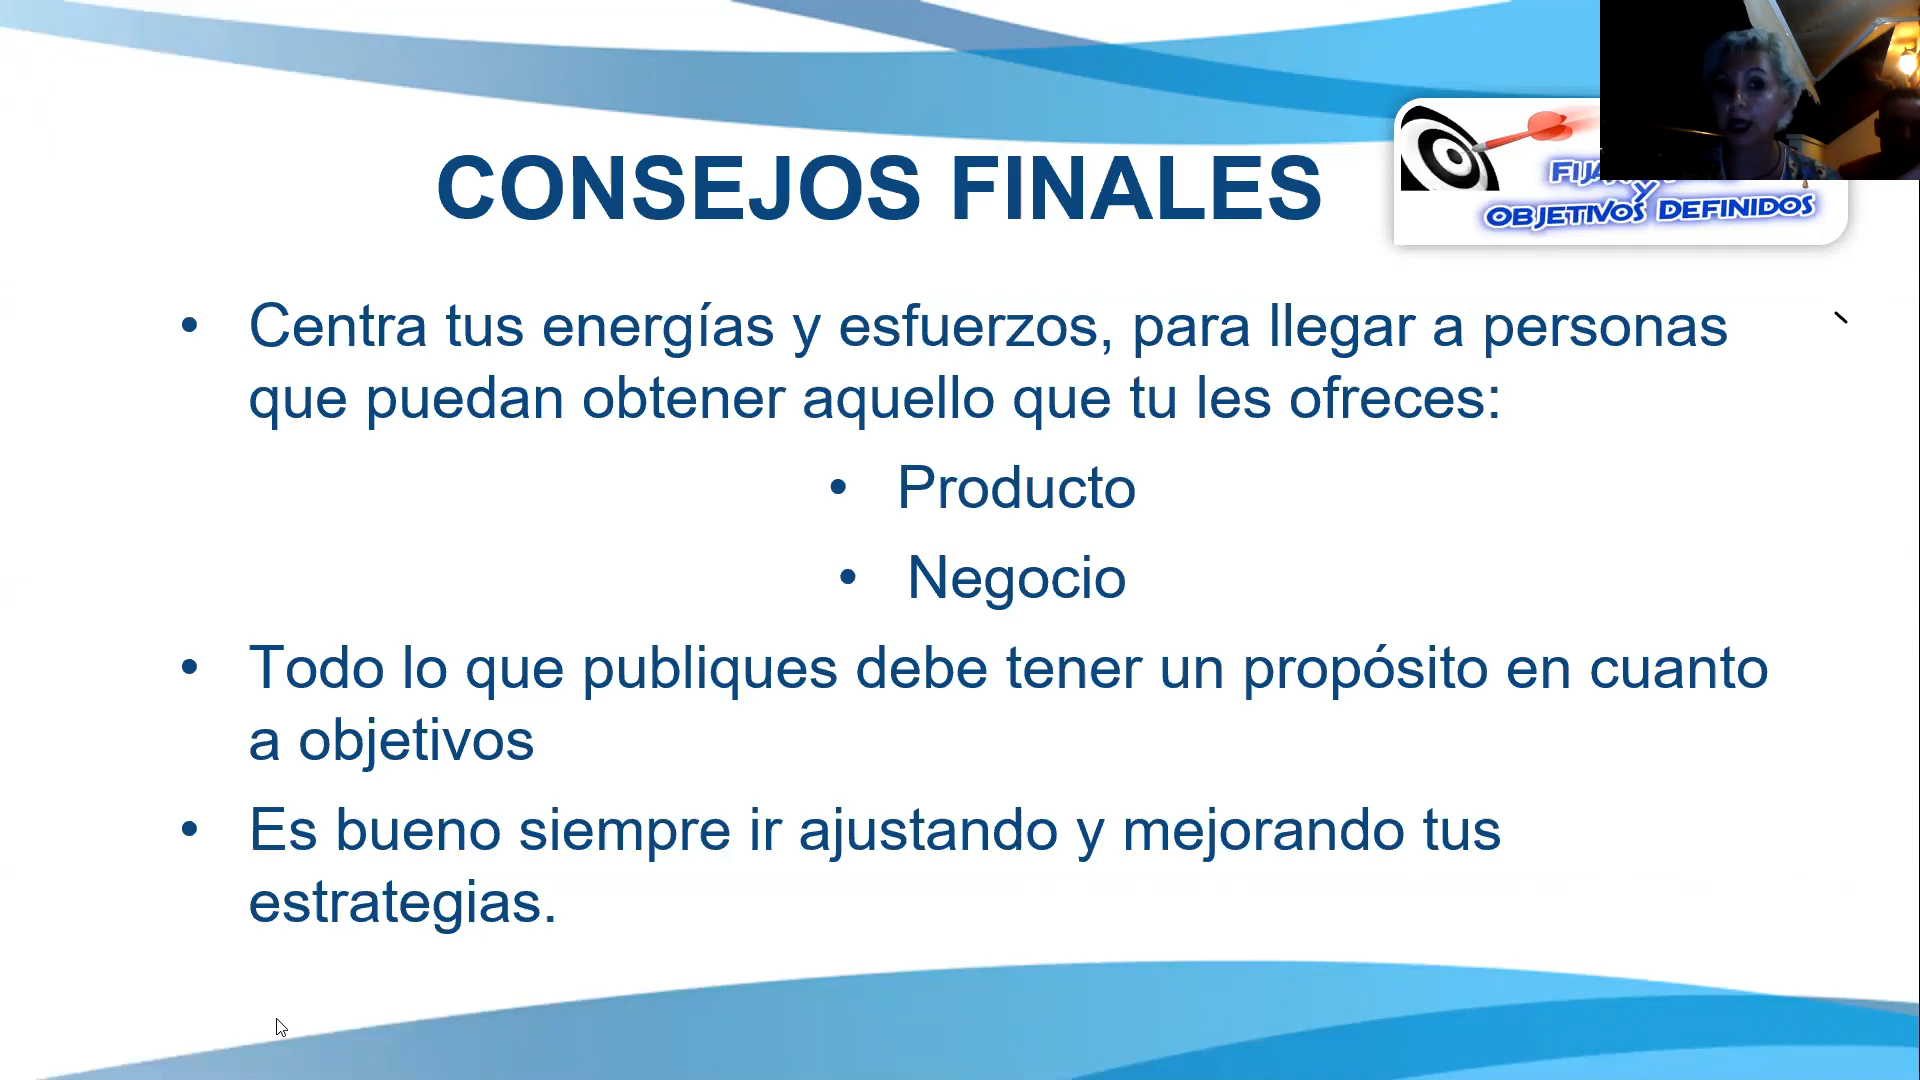 CONSEJOS FINALES
Y
OBJETIVOS DEFINIDOS
• Centra tus energías y esfuerzos, para llegar a personas
que puedan obtener aquello que tu les ofreces:
• Producto
• Negocio
• Todo lo que publiques debe tener un propósito en cuanto
a objetivos
• Es bueno siempre ir ajustando y mejorando tus
estrategias.